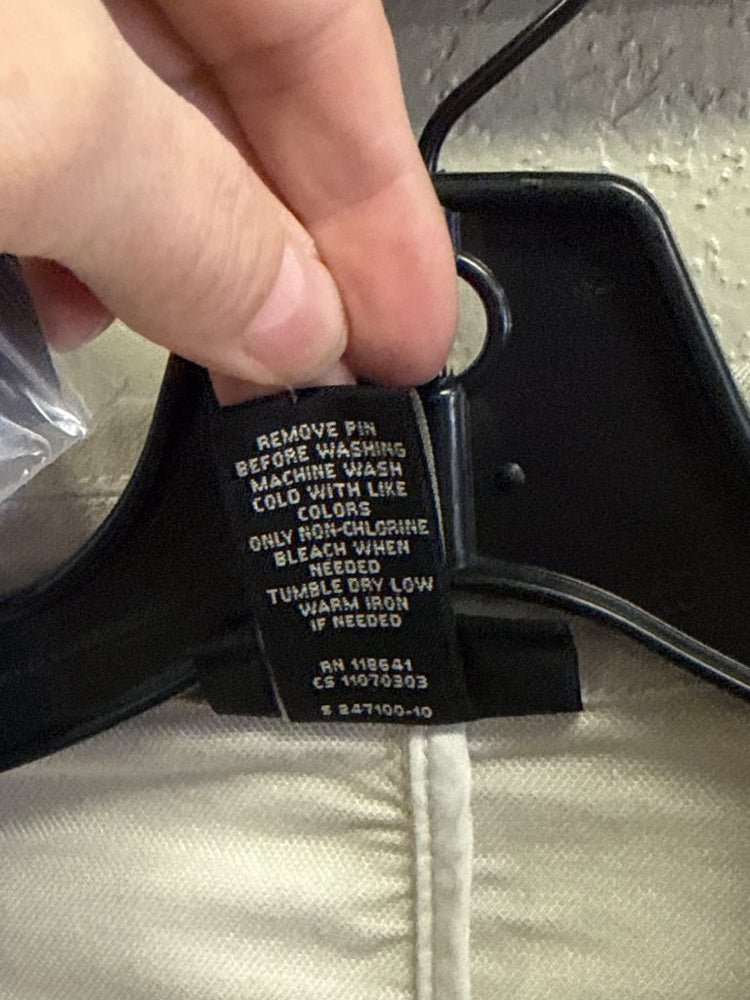 REMOVE PIN
BEFORE WASHING
MACHINE WASH
COLD WITH LIKE
COLORS
ONLY NON-CHLORINE
BLEACH WHEN
NEEDED
TUMBLE DRY LOW
WARM IRON
IF NEEDED
RN 118641
CS 11070303
S 247100-10